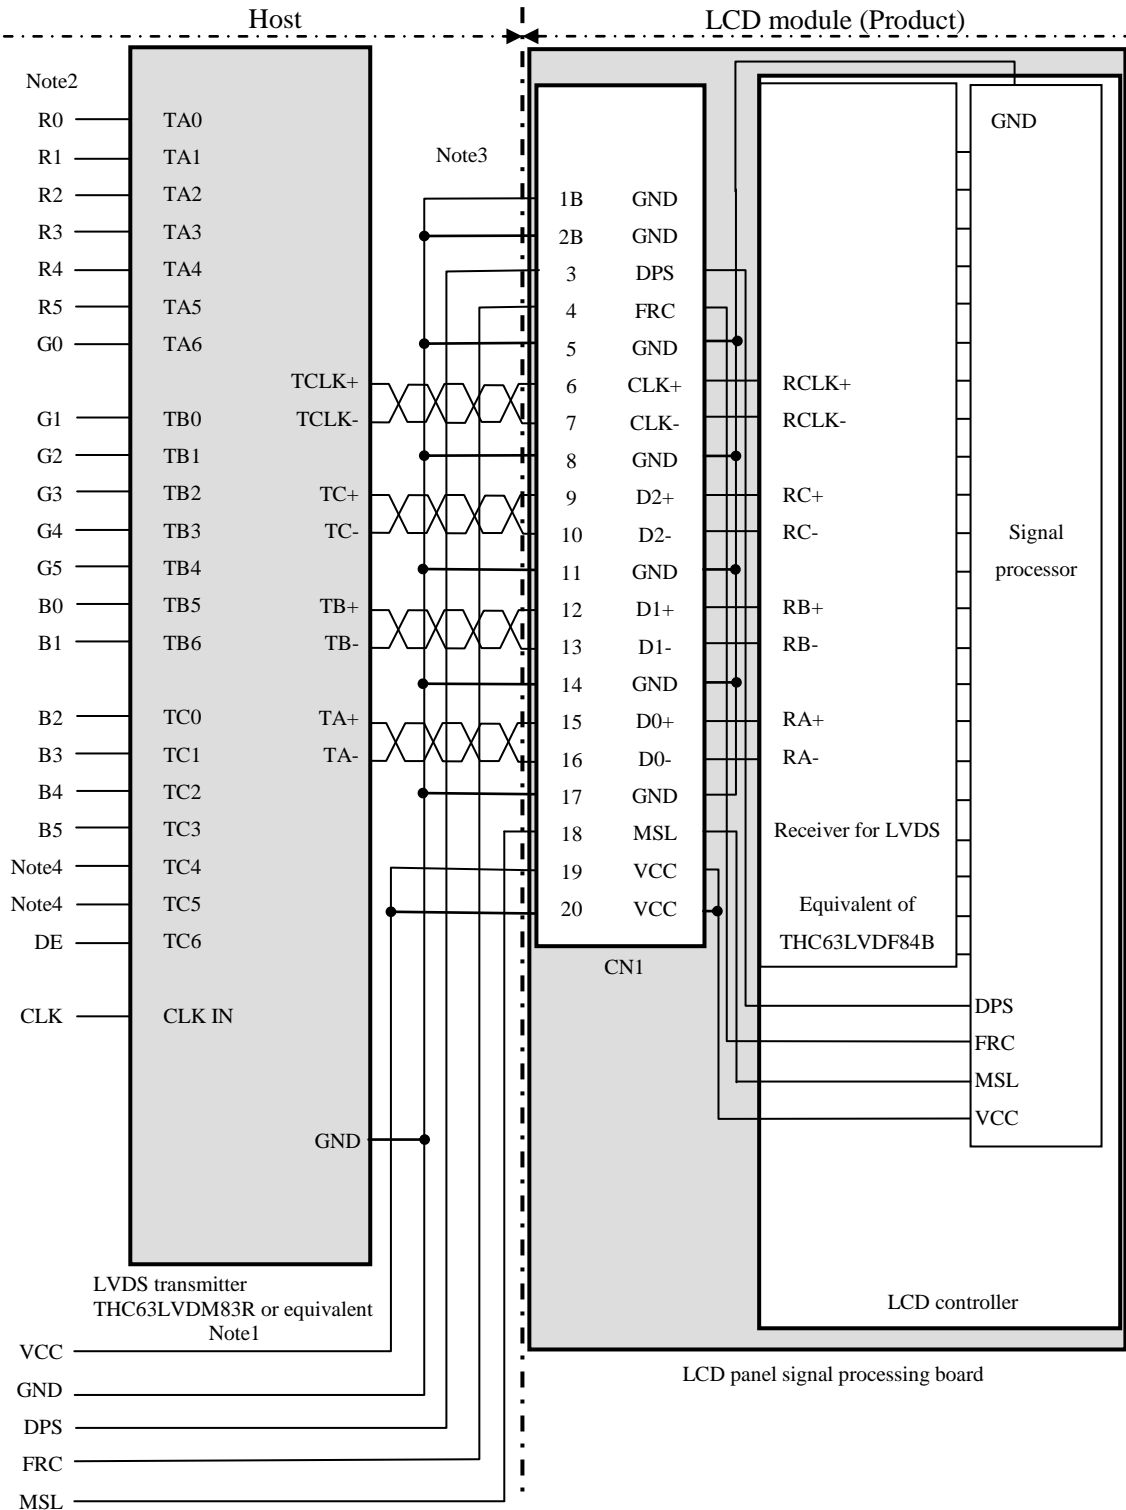 Host
LCD module (Product)
Note2
R0 TA0
R1 TA1
R2 TA2
R3 TA3
R4 TA4
R5 TA5
G0 TA6
TCLK+
G1 TB0 TCLK-
G2 TB1
G3 TB2 TC+
G4 TB3 TC-
G5 TB4
B0 TB5 TB+
B1 TB6 TB-
B2 TC0 TA+
B3 TC1 TA-
B4 TC2
B5 TC3
Note4 TC4
Note4 TC5
DE TC6
CLK CLK IN
GND
LVDS transmitter
THC63LVDM83R or equivalent
Note1
VCC
GND
DPS
FRC
MSL
Note3
1B GND
2B GND
3 DPS
4 FRC
5 GND
6 CLK+
7 CLK-
8 GND
9 D2+
10 D2-
11 GND
12 D1+
13 D1-
14 GND
15 D0+
16 D0-
17 GND
18 MSL
19 VCC
20 VCC
CN1
RCLK+
RCLK-
RC+
RC-
RB+
RB-
RA+
RA-
Receiver for LVDS
Equivalent of
THC63LVDF84B
GND
Signal
processor
DPS
FRC
MSL
VCC
LCD controller
LCD panel signal processing board